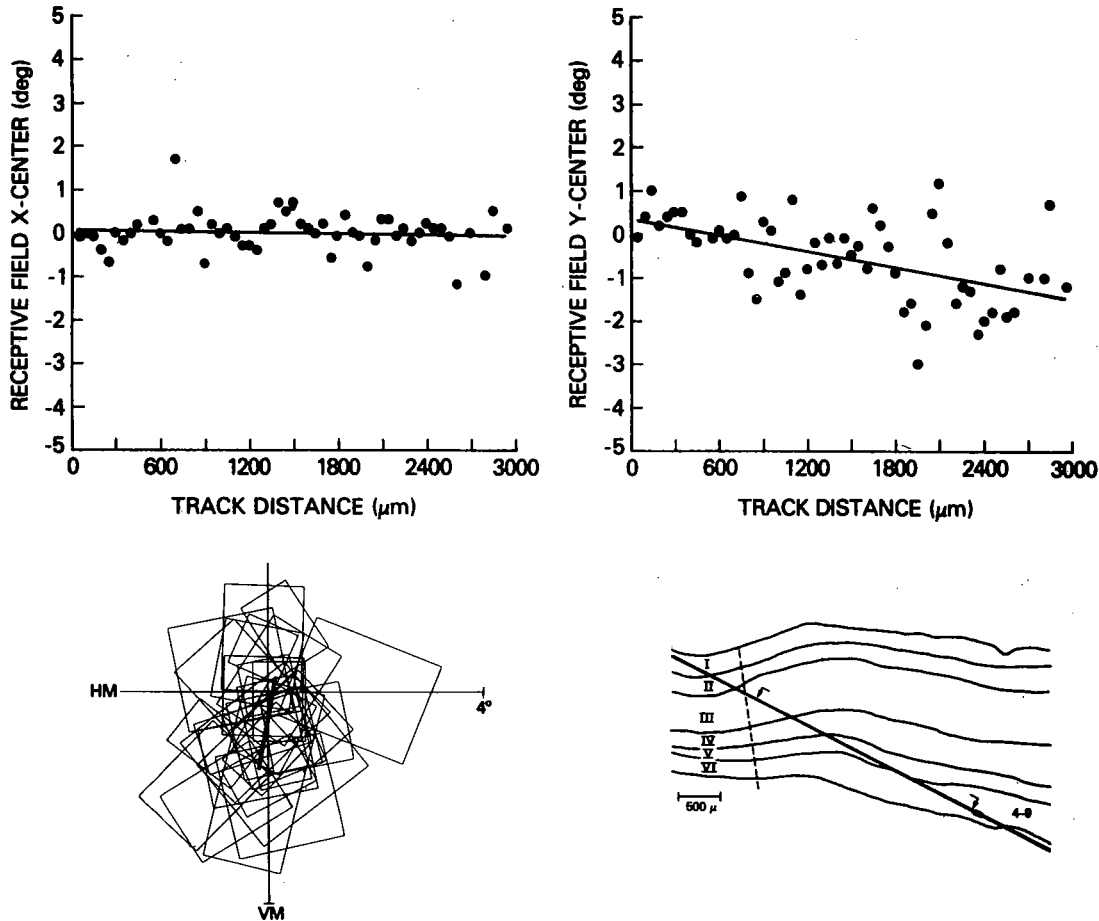 RECEPTIVE FIELD X-CENTER (deg)
5
4
3
2
1
0
-1
-2
-3
-4
-5
0 600 1200 1800 2400 3000
TRACK DISTANCE (μm)
RECEPTIVE FIELD Y-CENTER (deg)
5
4
3
2
1
0
-1
-2
-3
-4
-5
0 600 1200 1800 2400 3000
TRACK DISTANCE (μm)
HM
4°
VM
I
II
III
IV
V
VI
500 μ
4-9